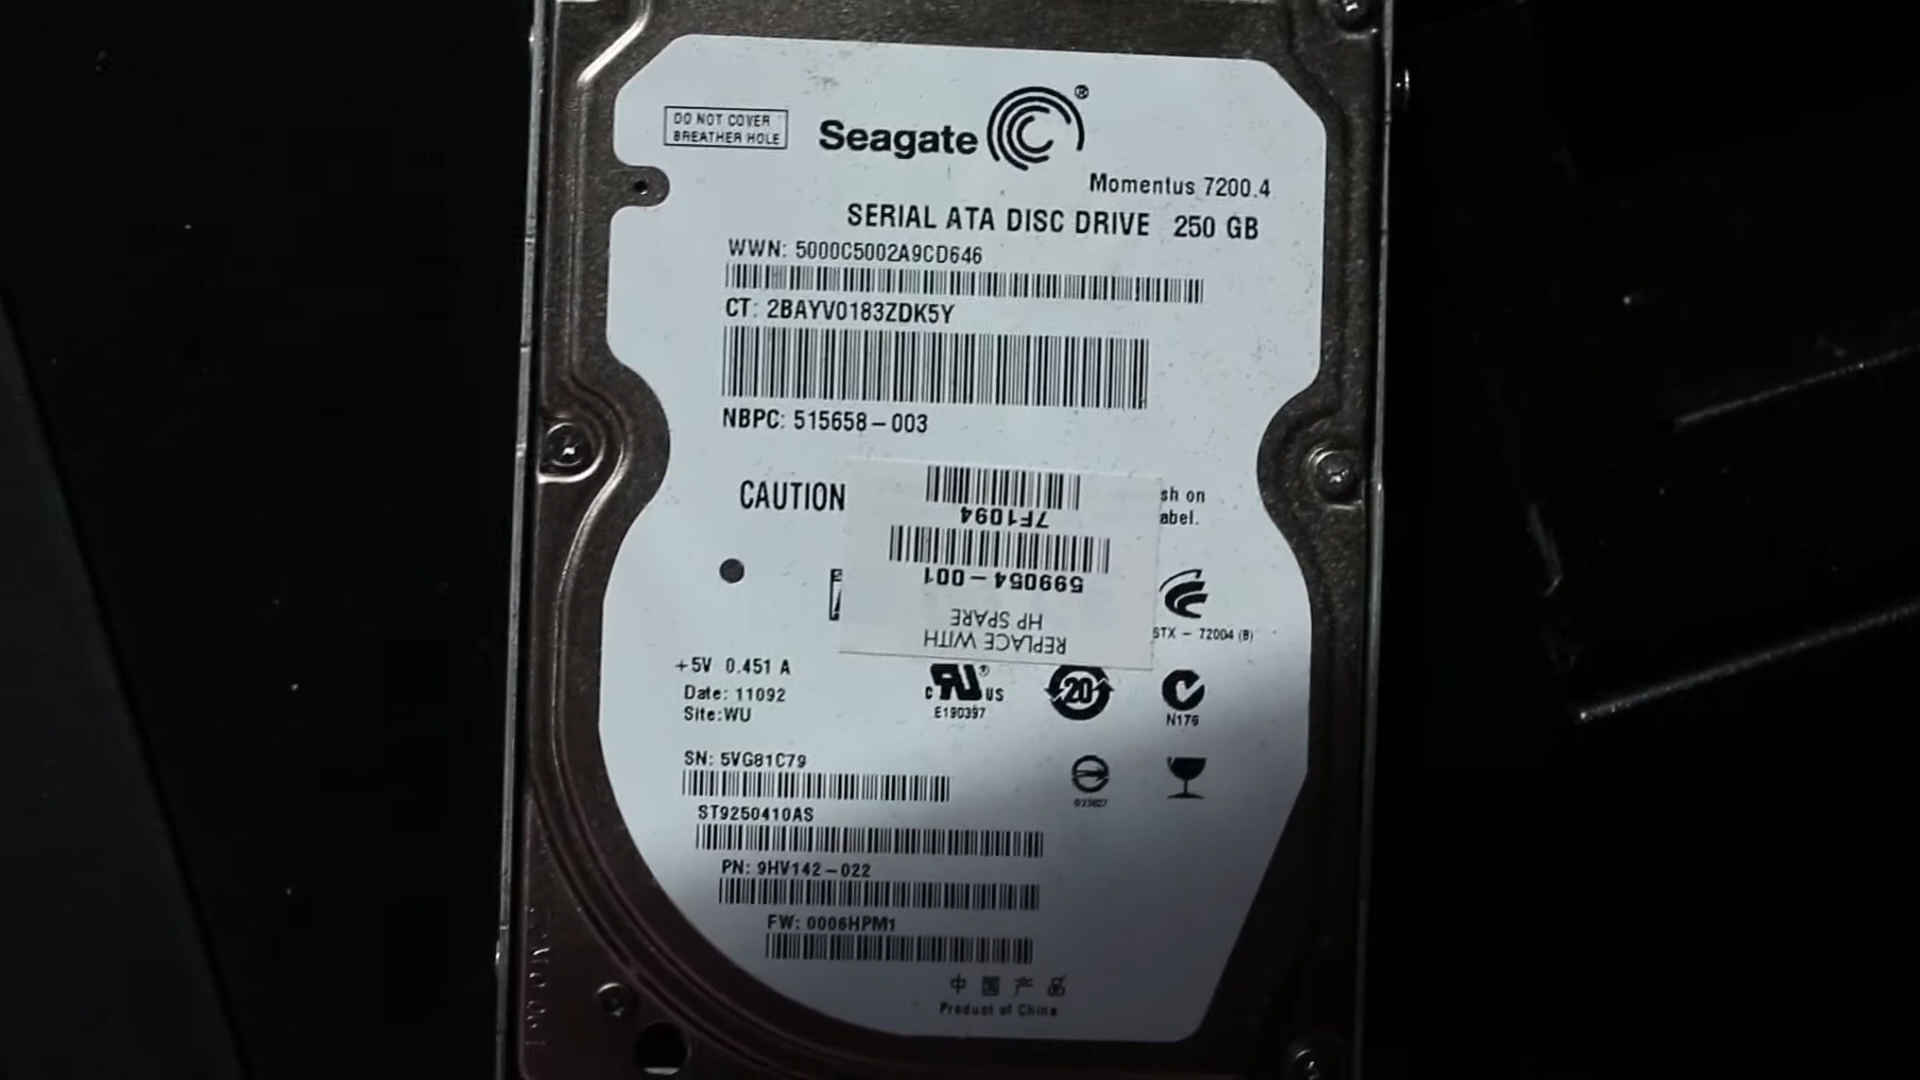 DO NOT COVER
BREATHER HOLE
Seagate
®
Momentus 7200.4
SERIAL ATA DISC DRIVE 250 GB
WWN: 5000C5002A9CD646
CT: 2BAYV0183ZDK5Y
NBPC: 515658-003
CAUTION
sh on
abel.
REPLACE WITH
HP SPARE
599054-001
7F1094
STX - 72004 (B)
+5V 0.451 A
Date: 11092
Site:WU
C RU ® US
E190397
20
N176
SN: 5VG81C79
ST9250410AS
PN: 9HV142-022
FW: 0006HPM1
中国产品
Product of China